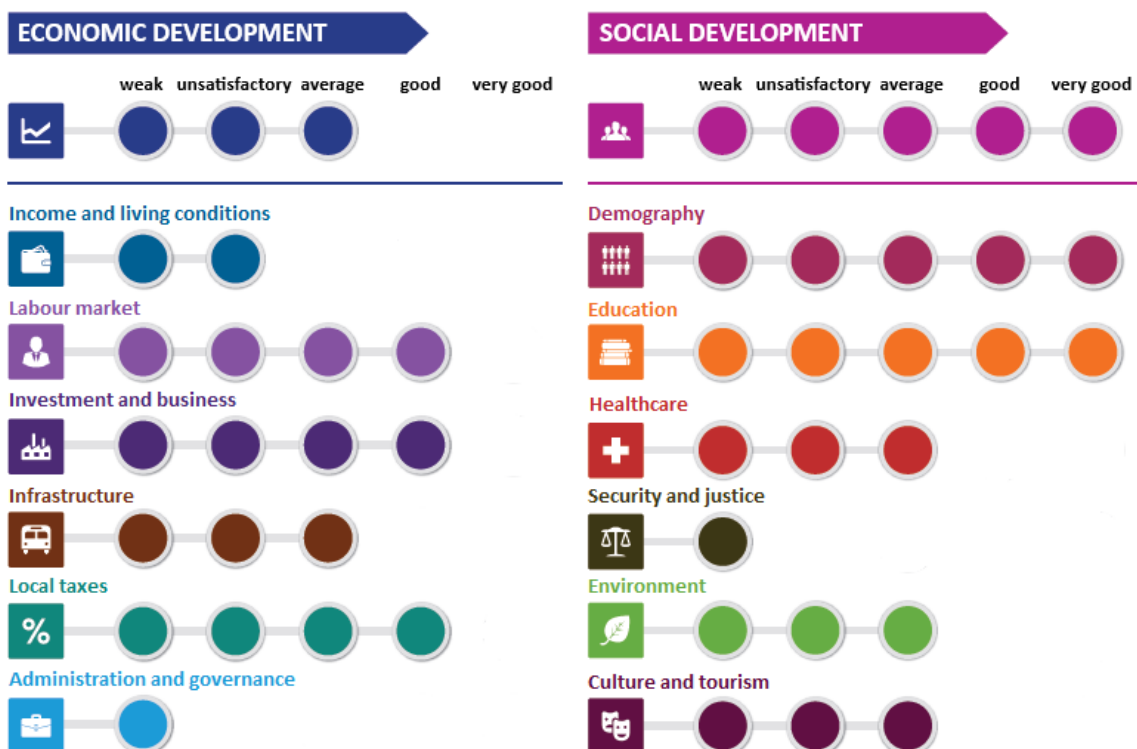 ECONOMIC DEVELOPMENT
weak unsatisfactory average good very good
Income and living conditions
Labour market
Investment and business
Infrastructure
Local taxes
%
Administration and governance
SOCIAL DEVELOPMENT
weak unsatisfactory average good very good
Demography
Education
Healthcare
Security and justice
Environment
Culture and tourism